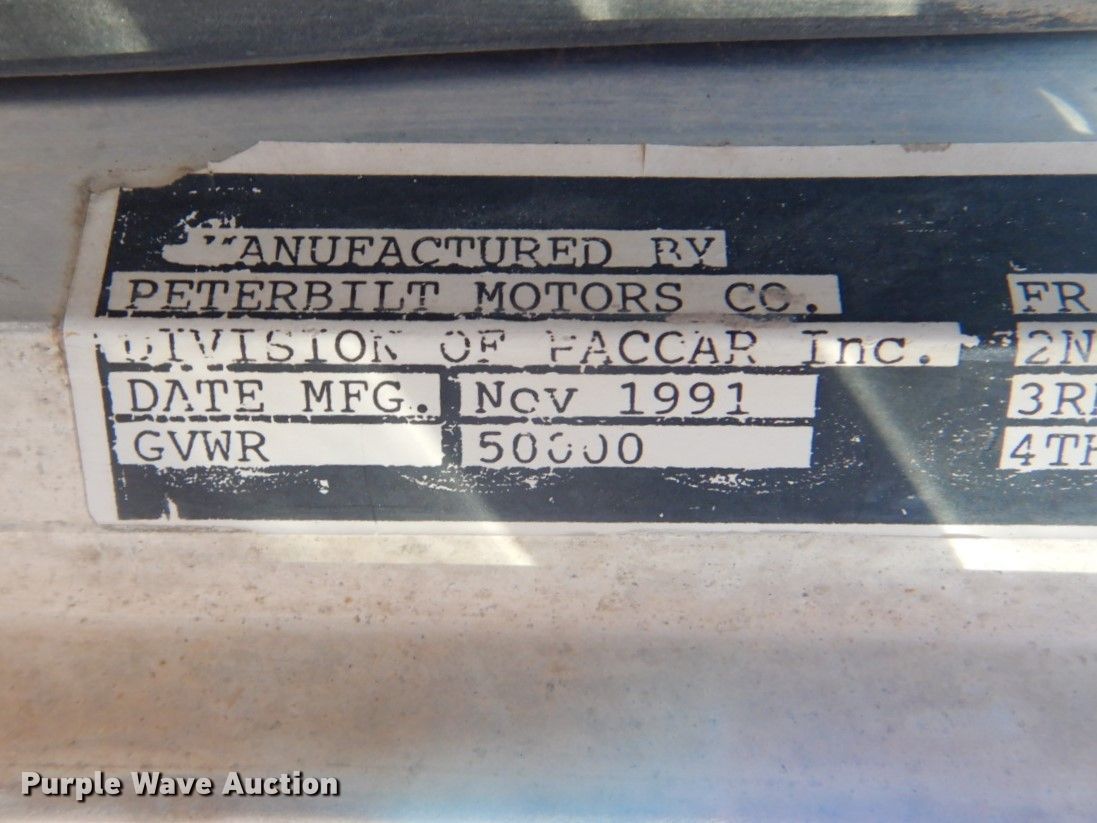 MANUFACTURED BY
PETERBILT MOTORS CO. FR
DIVISION OF PACCAR Inc. 2N
DATE MFG. Nov 1991 3R
GVWR 50000 4TH
Purple Wave Auction